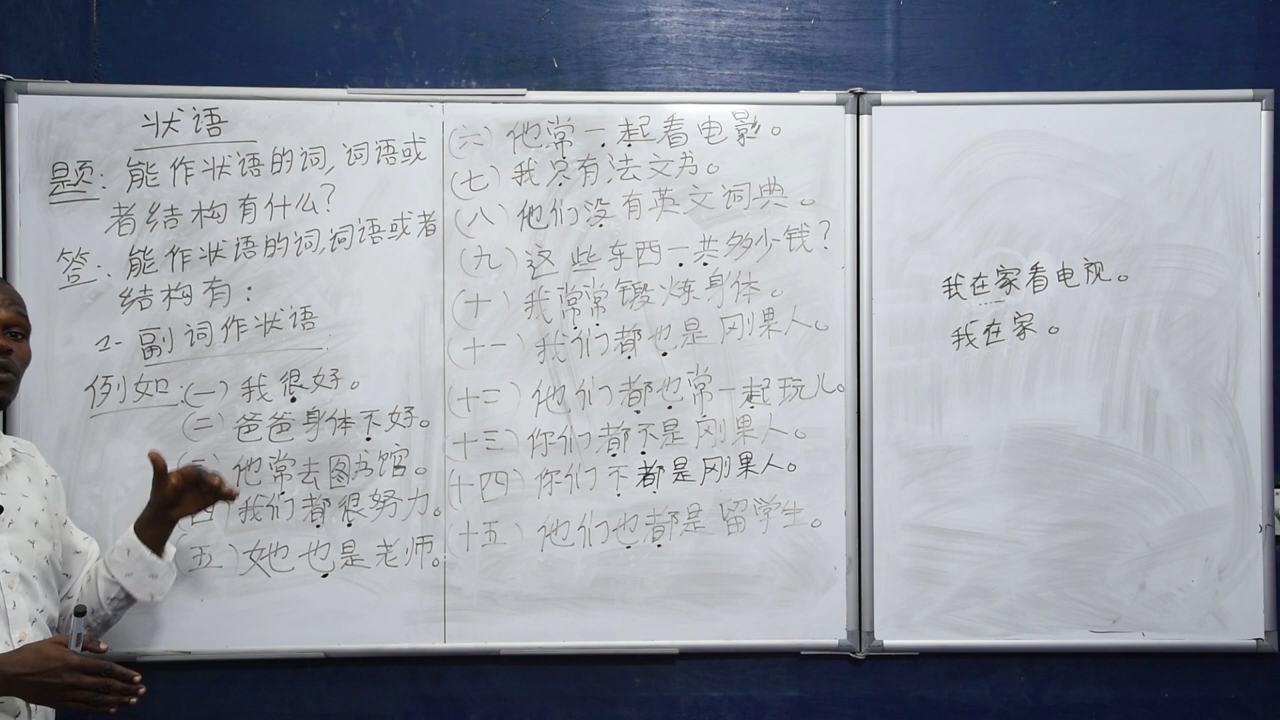 状语
题: 能作状语的词, 词语或
者结构有什么?
答: 能作状语的词,词语或者
结构有:
1- 副词作状语
例如:(一) 我很好。
(二) 爸爸身体不好。
(三) 他常去图书馆。
(四) 我们都很努力。
(五) 她也是老师。
(六) 他常一起看电影。
(七) 我只有法文书。
(八) 他们没有英文词典。
(九) 这些东西一共多少钱?
(十) 我常常锻炼身体。
(十一) 我们都也是刚果人。
(十二) 他们都也常一起玩儿。
(十三) 你们都不是刚果人。
(十四) 你们不都是刚果人。
(十五) 他们也都是留学生。
我在家看电视。
我在家。